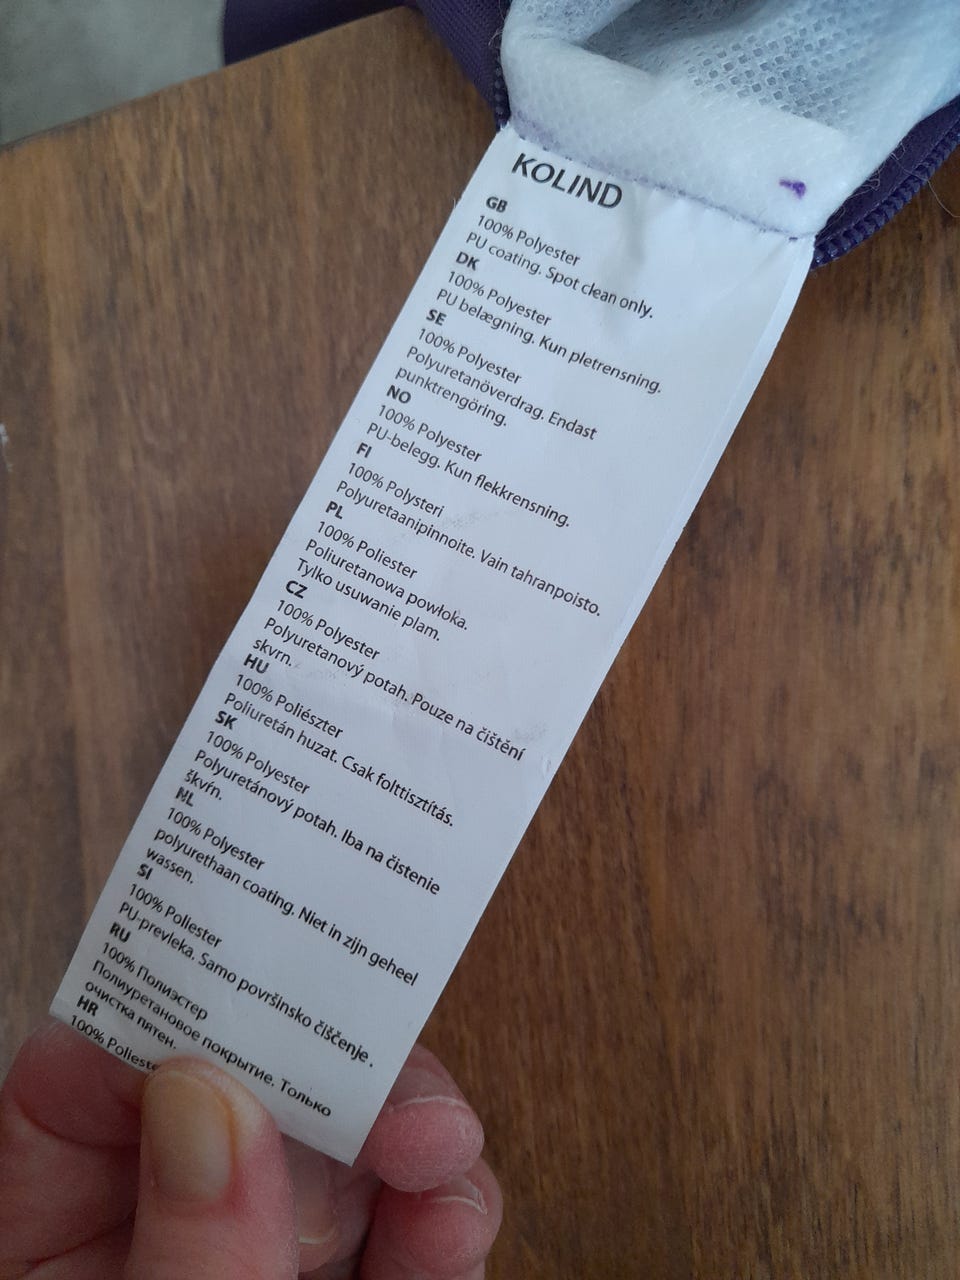 KOLIND
GB
100% Polyester
PU coating. Spot clean only.
DK
100% Polyester
PU belægning. Kun pletrensning.
SE
100% Polyester
Polyuretanöverdrag. Endast
punktrengöring.
NO
100% Polyester
PU-belegg. Kun flekkrensning.
FI
100% Polysteri
Polyuretaanipinnoite. Vain tahranpoisto.
PL
100% Poliester
Poliuretanowa powłoka.
Tylko usuwanie plam.
CZ
100% Polyester
Polyuretanový potah. Pouze na čištění
skvrn.
HU
100% Poliészter
Poliuretán huzat. Csak folttisztítás.
SK
100% Polyester
Polyuretánový potah. Iba na čistenie
škvŕn.
NL
100% Polyester
polyurethaan coating. Niet in zijn geheel
wassen.
SI
100% Poliester
PU-prevleka. Samo površinsko čiščenje.
RU
100% Полиэстер
Полиуретановое покрытие. Только
очистка пятен.
HR
100%